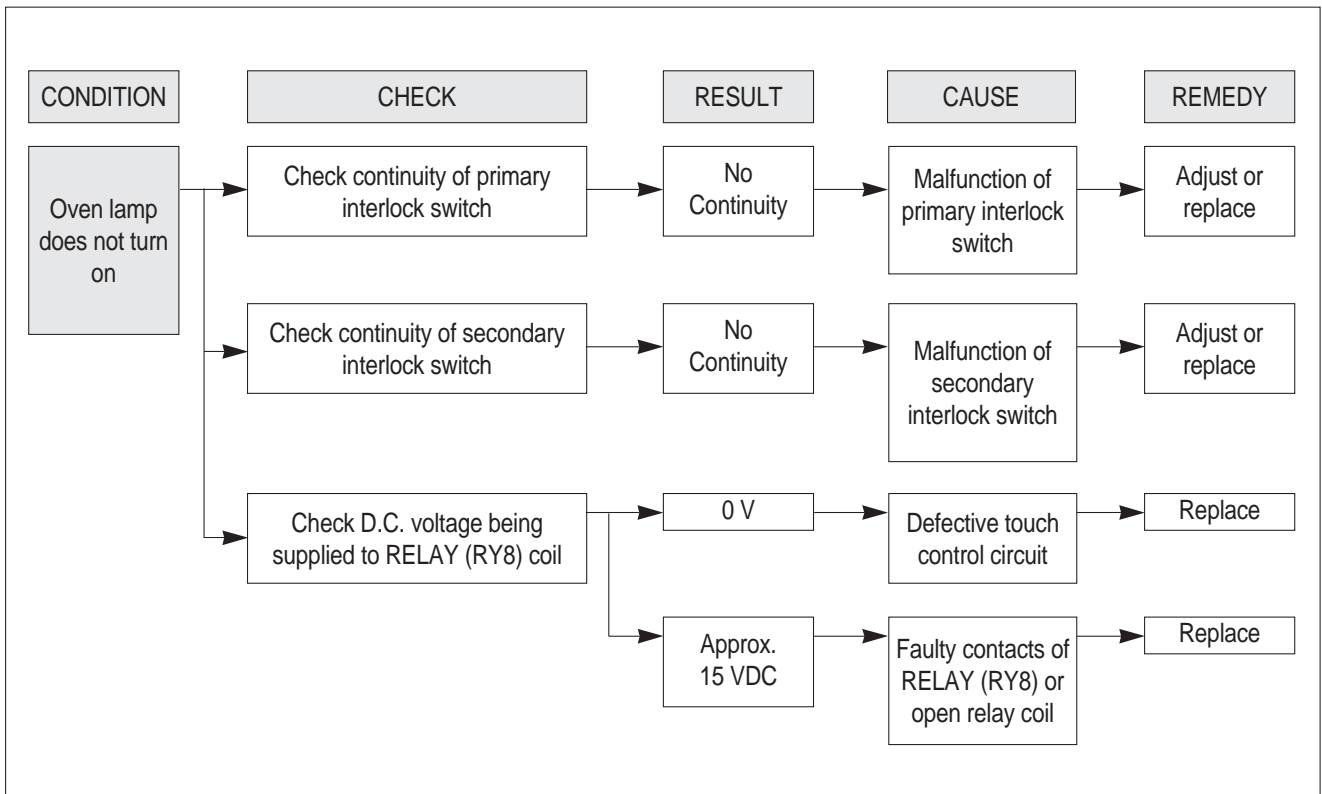 CONDITION
CHECK
RESULT
CAUSE
REMEDY
Oven lamp
does not turn
on
Check continuity of primary
interlock switch
No
Continuity
Malfunction of
primary interlock
switch
Adjust or
replace
Check continuity of secondary
interlock switch
No
Continuity
Malfunction of
secondary
interlock switch
Adjust or
replace
Check D.C. voltage being
supplied to RELAY (RY8) coil
0 V
Defective touch
control circuit
Replace
Approx.
15 VDC
Faulty contacts of
RELAY (RY8) or
open relay coil
Replace